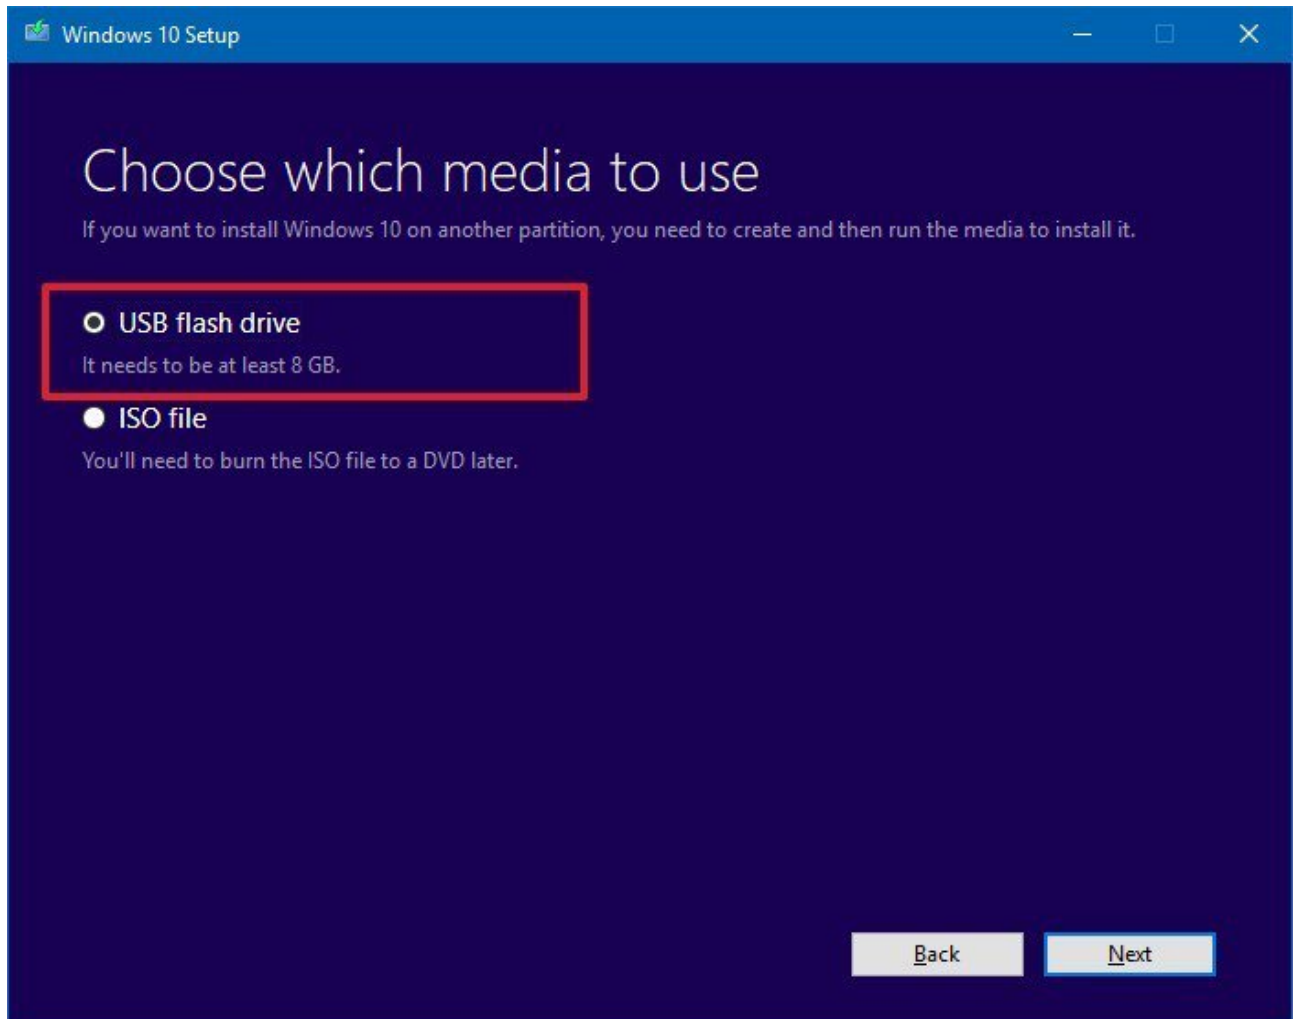 Windows 10 Setup
Choose which media to use
If you want to install Windows 10 on another partition, you need to create and then run the media to install it.
USB flash drive
It needs to be at least 8 GB.
ISO file
You'll need to burn the ISO file to a DVD later.
Back
Next